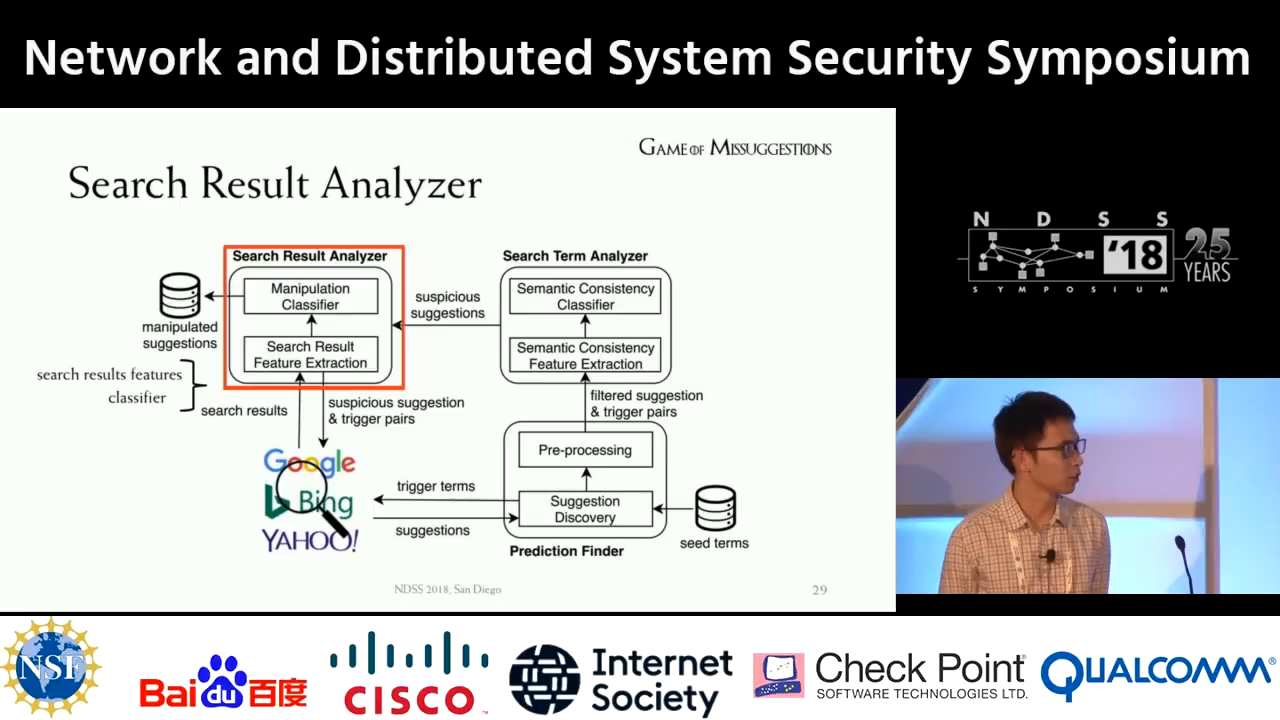 Network and Distributed System Security Symposium
GAME OF MISSUGGESTIONS
Search Result Analyzer
Search Result Analyzer
Manipulation
Classifier
Search Result
Feature Extraction
manipulated
suggestions
search results features
classifier
search results
suspicious
suggestions
suspicious suggestion
& trigger pairs
Search Term Analyzer
Semantic Consistency
Classifier
Semantic Consistency
Feature Extraction
filtered suggestion
& trigger pairs
Pre-processing
Suggestion
Discovery
Prediction Finder
seed terms
trigger terms
suggestions
Google
Bing
YAHOO!
NDSS 2018, San Diego
29
NDSS
'18
25
YEARS
SYMPOSIUM
NSF
Bai du 百度
CISCO
Internet
Society
Check Point
SOFTWARE TECHNOLOGIES LTD.
QUALCOMM